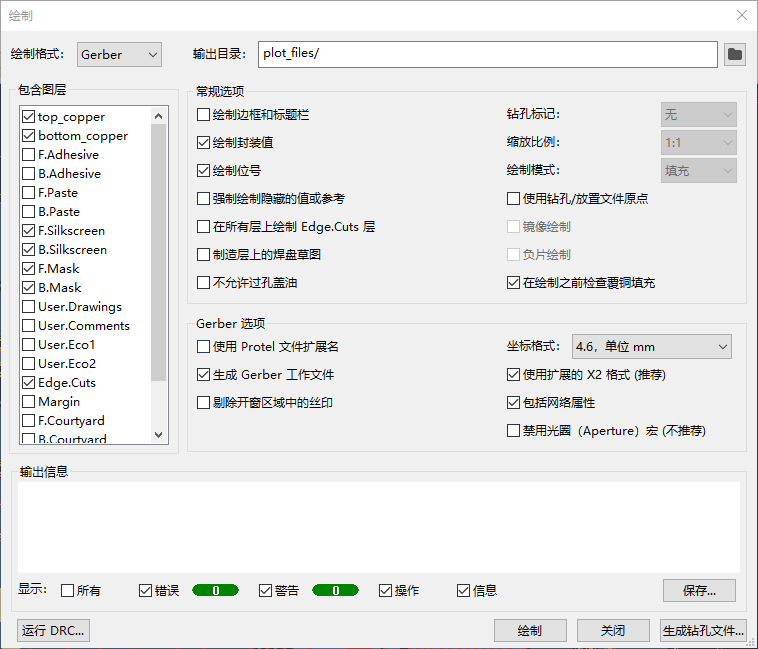 绘制
绘制格式: Gerber 输出目录: plot_files/
包含图层
top_copper
bottom_copper
F.Adhesive
B.Adhesive
F.Paste
B.Paste
F.Silkscreen
B.Silkscreen
F.Mask
B.Mask
User.Drawings
User.Comments
User.Eco1
User.Eco2
Edge.Cuts
Margin
F.Courtyard
B.Courtyard
常规选项
绘制边框和标题栏 钻孔标记: 无
绘制封装值 缩放比例: 1:1
绘制位号 绘制模式: 填充
强制绘制隐藏的值或参考 使用钻孔/放置文件原点
在所有层上绘制 Edge.Cuts 层 镜像绘制
制造层上的焊盘草图 负片绘制
不允许过孔盖油 在绘制之前检查覆铜填充
Gerber 选项
使用 Protel 文件扩展名 坐标格式: 4.6，单位 mm
生成 Gerber 工作文件 使用扩展的 X2 格式 (推荐)
剔除开窗区域中的丝印 包括网络属性
禁用光圈（Aperture）宏 (不推荐)
输出信息
显示: 所有 错误 0 警告 0 操作 信息 保存...
运行 DRC... 绘制 关闭 生成钻孔文件...